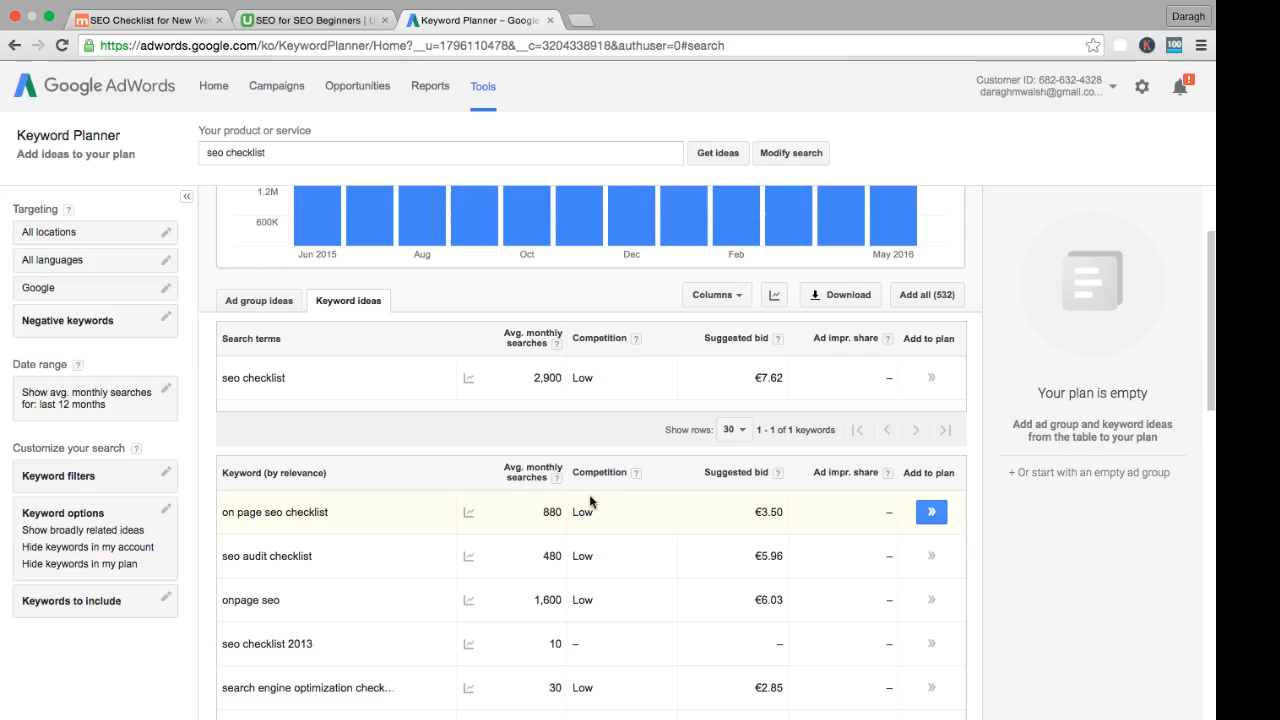 SEO Checklist for New We
SEO for SEO Beginners | U
Keyword Planner – Google
Daragh
https://adwords.google.com/ko/KeywordPlanner/Home?__u=1796110478&__c=3204338918&authuser=0#search
K
100
Google AdWords
Home
Campaigns
Opportunities
Reports
Tools
Customer ID: 682-632-4328
daraghmwalsh@gmail.co...
!
Keyword Planner
Add ideas to your plan
Your product or service
seo checklist
Get ideas
Modify search
Targeting ?
All locations
All languages
Google
Negative keywords
Date range ?
Show avg. monthly searches
for: last 12 months
Customize your search ?
Keyword filters
Keyword options
Show broadly related ideas
Hide keywords in my account
Hide keywords in my plan
Keywords to include
1.2M
600K
Jun 2015 Aug Oct Dec Feb May 2016
Ad group ideas
Keyword ideas
Columns
Download
Add all (532)
Search terms Avg. monthly searches ? Competition ? Suggested bid ? Ad impr. share ? Add to plan
seo checklist 2,900 Low €7.62 – »
Show rows: 30 1 - 1 of 1 keywords
Keyword (by relevance) Avg. monthly searches ? Competition ? Suggested bid ? Ad impr. share ? Add to plan
on page seo checklist 880 Low €3.50 – »
seo audit checklist 480 Low €5.96 – »
onpage seo 1,600 Low €6.03 – »
seo checklist 2013 10 – – – »
search engine optimization check... 30 Low €2.85 – »
Your plan is empty
Add ad group and keyword ideas
from the table to your plan
+ Or start with an empty ad group